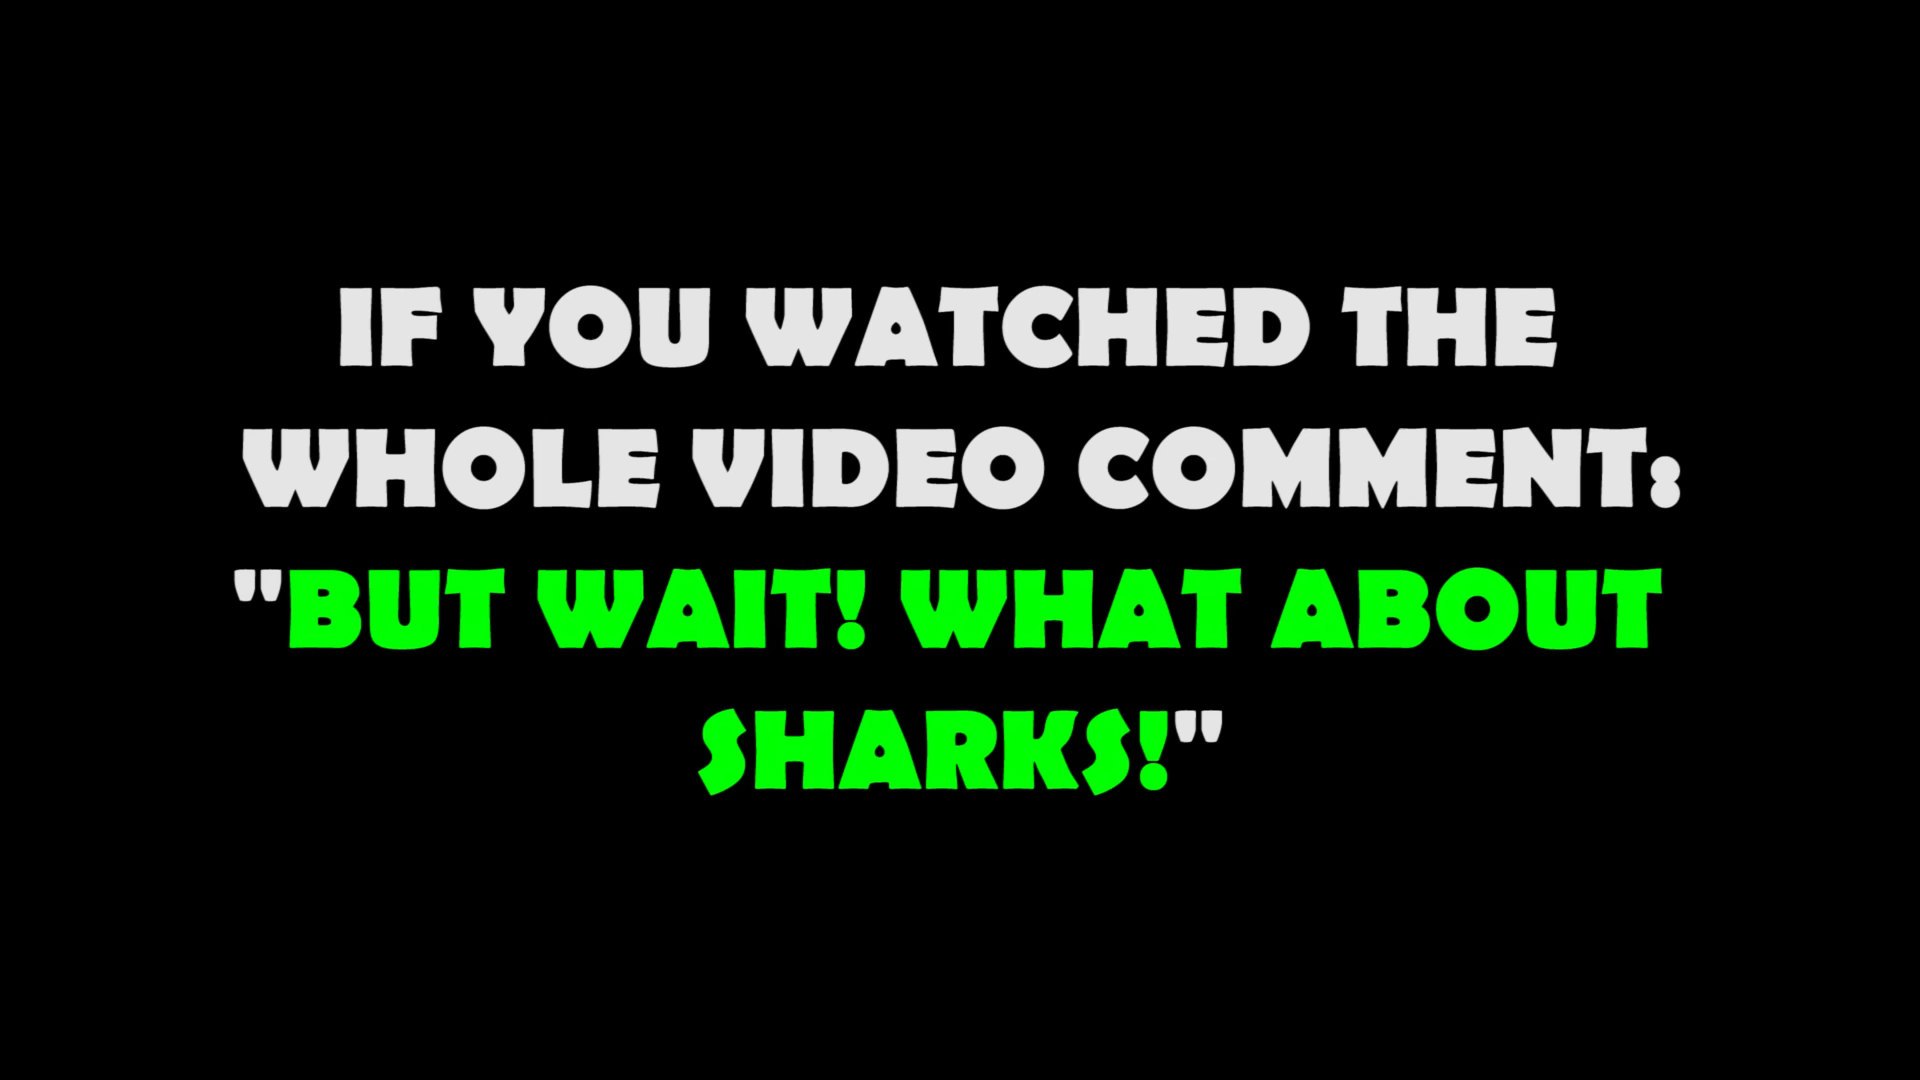 IF YOU WATCHED THE
WHOLE VIDEO COMMENT:
"BUT WAIT! WHAT ABOUT
SHARKS!"